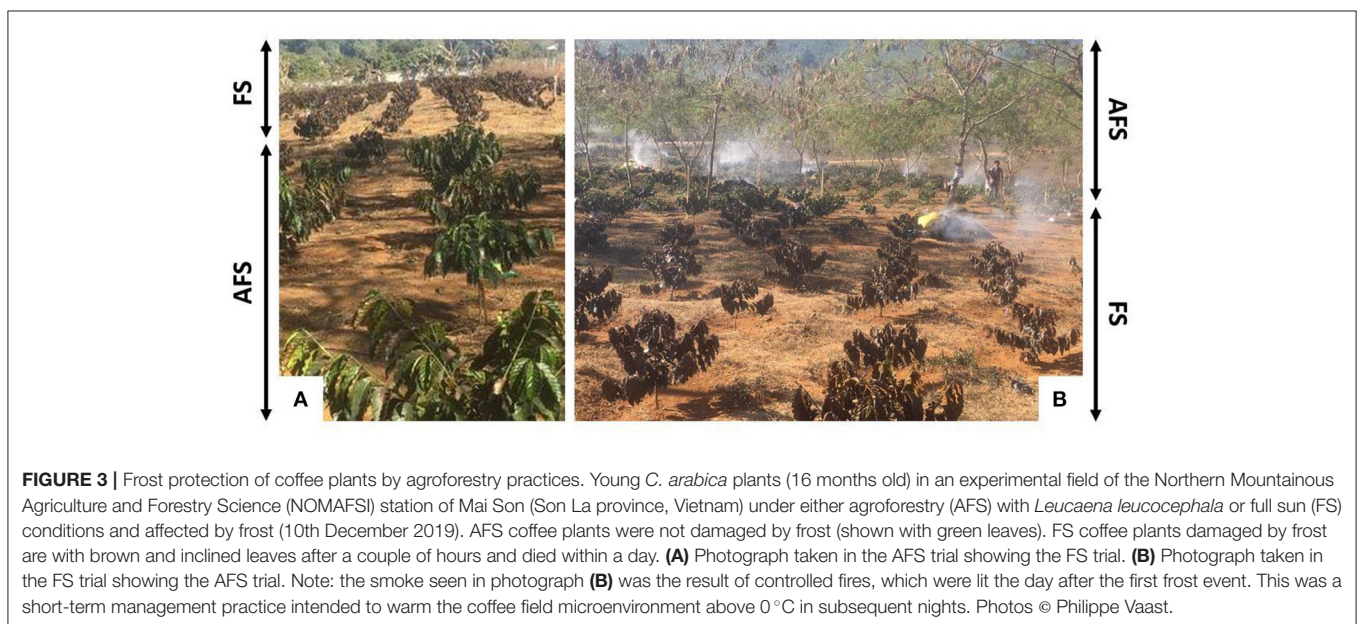 FS
AFS
A
AFS
FS
B
FIGURE 3 | Frost protection of coffee plants by agroforestry practices. Young C. arabica plants (16 months old) in an experimental field of the Northern Mountainous
Agriculture and Forestry Science (NOMAFSI) station of Mai Son (Son La province, Vietnam) under either agroforestry (AFS) with Leucaena leucocephala or full sun (FS)
conditions and affected by frost (10th December 2019). AFS coffee plants were not damaged by frost (shown with green leaves). FS coffee plants damaged by frost
are with brown and inclined leaves after a couple of hours and died within a day. (A) Photograph taken in the AFS trial showing the FS trial. (B) Photograph taken in
the FS trial showing the AFS trial. Note: the smoke seen in photograph (B) was the result of controlled fires, which were lit the day after the first frost event. This was a
short-term management practice intended to warm the coffee field microenvironment above 0°C in subsequent nights. Photos © Philippe Vaast.